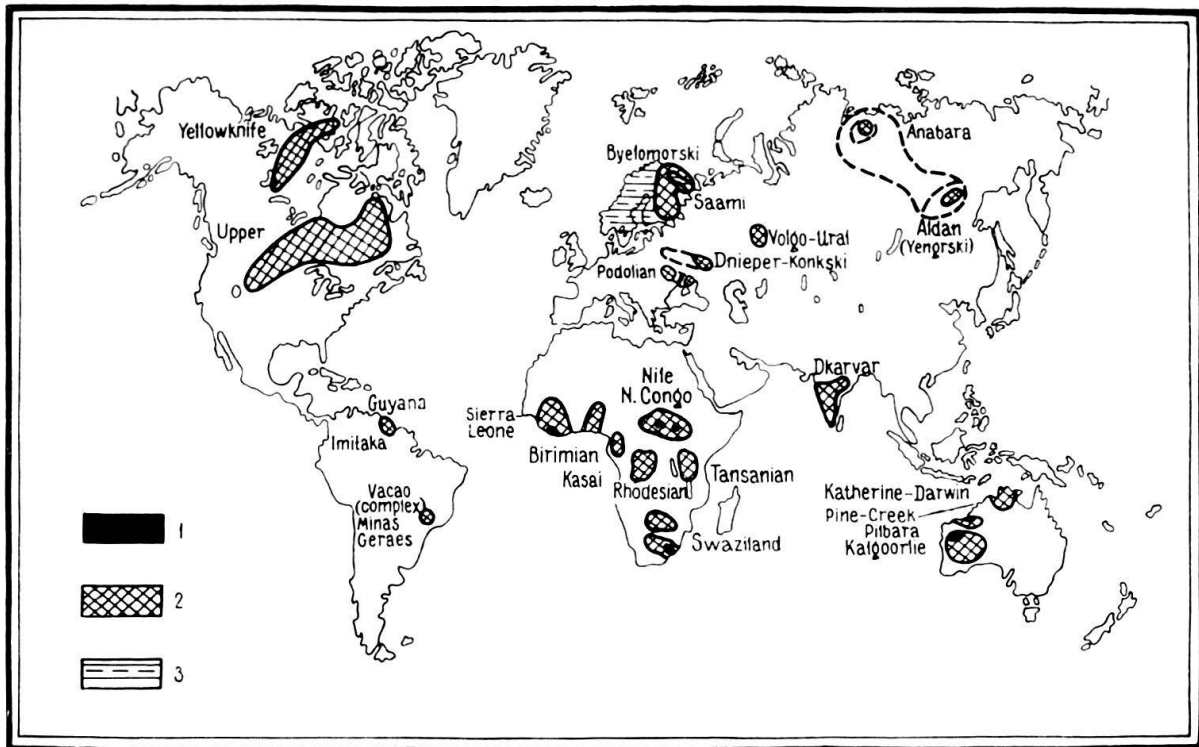 Yellowknife
Upper
Byelomorski
Saami
Anabara
Aldan
(Yengrski)
Volgo-Ural
Dnieper-Konkski
Podolian
Dkarvar
Nile
N. Congo
Sierra
Leone
Birimian
Kasai
Rhodesian
Tansanian
Swaziland
Guyana
Imitaka
Vacao
(complex)
Minas
Geraes
Katherine-Darwin
Pine-Creek
Pilbara
Kalgoorlie
1
2
3